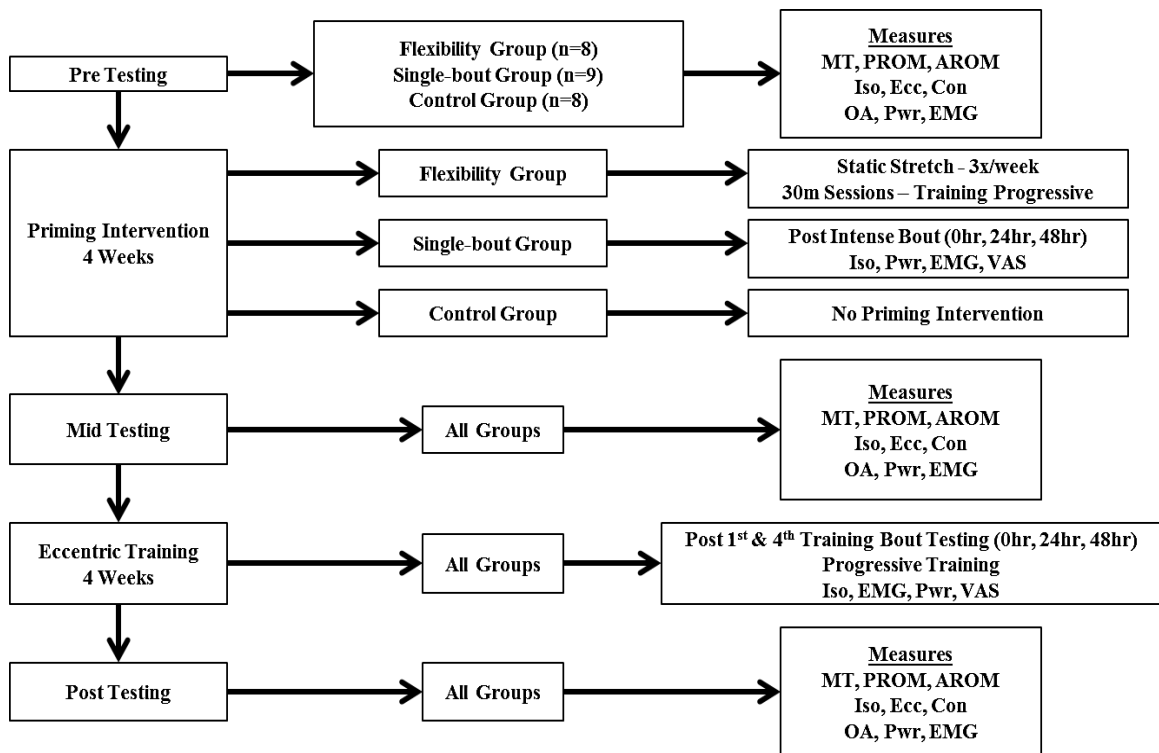 Pre Testing
Flexibility Group (n=8)
Single-bout Group (n=9)
Control Group (n=8)
Measures
MT, PROM, AROM
Iso, Ecc, Con
OA, Pwr, EMG
Priming Intervention
4 Weeks
Flexibility Group
Static Stretch - 3x/week
30m Sessions – Training Progressive
Single-bout Group
Post Intense Bout (0hr, 24hr, 48hr)
Iso, Pwr, EMG, VAS
Control Group
No Priming Intervention
Mid Testing
All Groups
Measures
MT, PROM, AROM
Iso, Ecc, Con
OA, Pwr, EMG
Eccentric Training
4 Weeks
All Groups
Post 1st & 4th Training Bout Testing (0hr, 24hr, 48hr)
Progressive Training
Iso, EMG, Pwr, VAS
Post Testing
All Groups
Measures
MT, PROM, AROM
Iso, Ecc, Con
OA, Pwr, EMG